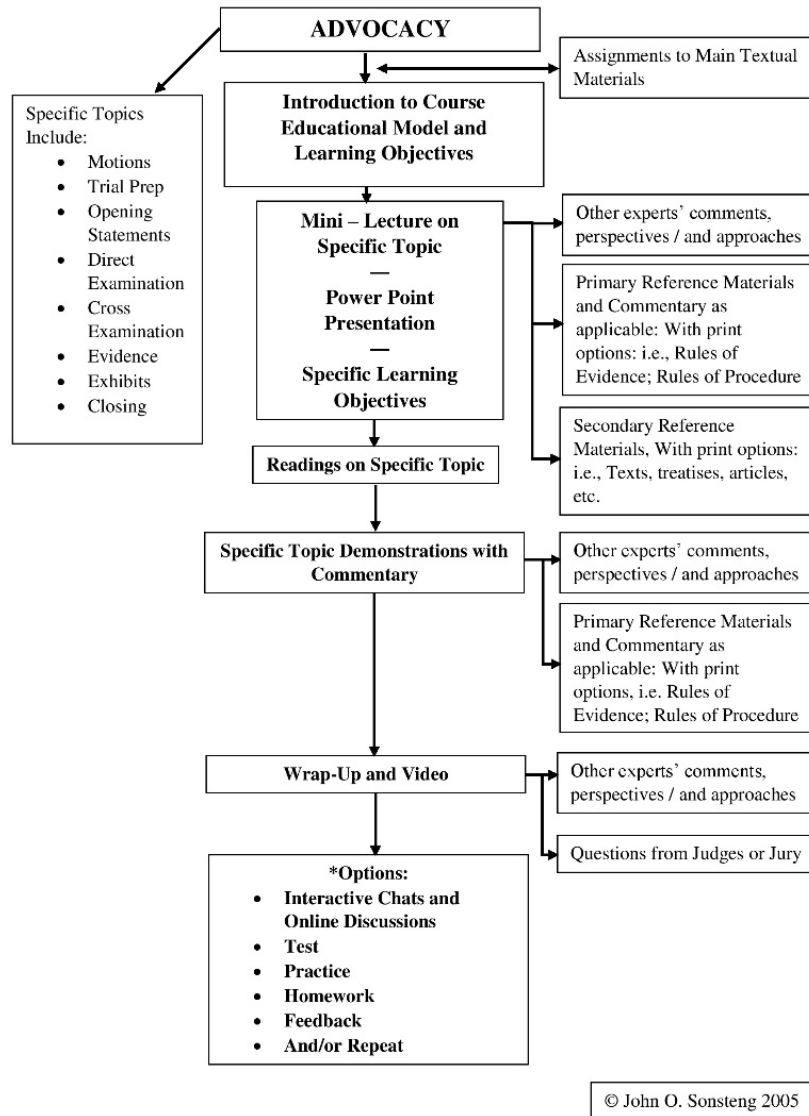 ADVOCACY
Assignments to Main Textual
Materials
Specific Topics
Include:
• Motions
• Trial Prep
• Opening
Statements
• Direct
Examination
• Cross
Examination
• Evidence
• Exhibits
• Closing
Introduction to Course
Educational Model and
Learning Objectives
Mini – Lecture on
Specific Topic
—
Power Point
Presentation
—
Specific Learning
Objectives
Other experts’ comments,
perspectives / and approaches
Primary Reference Materials
and Commentary as
applicable: With print
options: i.e., Rules of
Evidence; Rules of Procedure
Secondary Reference
Materials, With print options:
i.e., Texts, treatises, articles,
etc.
Readings on Specific Topic
Specific Topic Demonstrations with
Commentary
Other experts’ comments,
perspectives / and approaches
Primary Reference Materials
and Commentary as
applicable: With print
options, i.e. Rules of
Evidence; Rules of Procedure
Wrap-Up and Video
Other experts’ comments,
perspectives / and approaches
Questions from Judges or Jury
*Options:
• Interactive Chats and
Online Discussions
• Test
• Practice
• Homework
• Feedback
• And/or Repeat
© John O. Sonsteng 2005